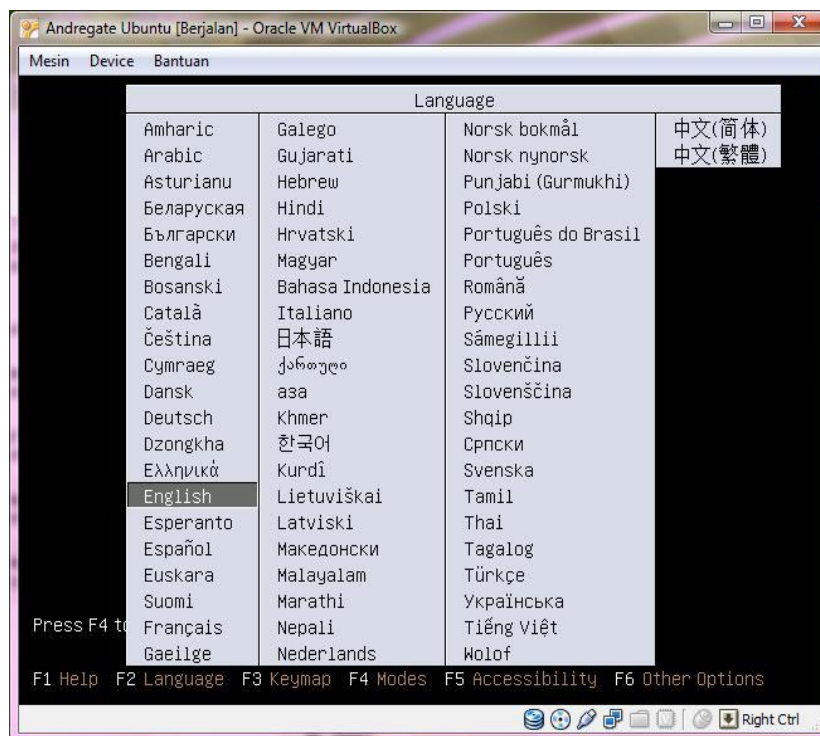 Andregate Ubuntu [Berjalan] - Oracle VM VirtualBox
Mesin Device Bantuan
Language
Amharic
Arabic
Asturianu
Беларуская
Български
Bengali
Bosanski
Català
Čeština
Cymraeg
Dansk
Deutsch
Dzongkha
Ελληνικά
English
Esperanto
Español
Euskara
Suomi
Français
Gaeilge
Galego
Gujarati
Hebrew
Hindi
Hrvatski
Magyar
Bahasa Indonesia
Italiano
日本語
ქართული
аза
Khmer
한국어
Kurdî
Lietuviškai
Latviski
Македонски
Malayalam
Marathi
Nepali
Nederlands
Norsk bokmål
Norsk nynorsk
Punjabi (Gurmukhi)
Polski
Português do Brasil
Português
Română
Русский
Sámegillii
Slovenčina
Slovenščina
Shqip
Српски
Svenska
Tamil
Thai
Tagalog
Türkçe
Українська
Tiếng Việt
Wolof
中文(简体)
中文(繁體)
Press F4 t
F1 Help F2 Language F3 Keymap F4 Modes F5 Accessibility F6 Other Options
Right Ctrl